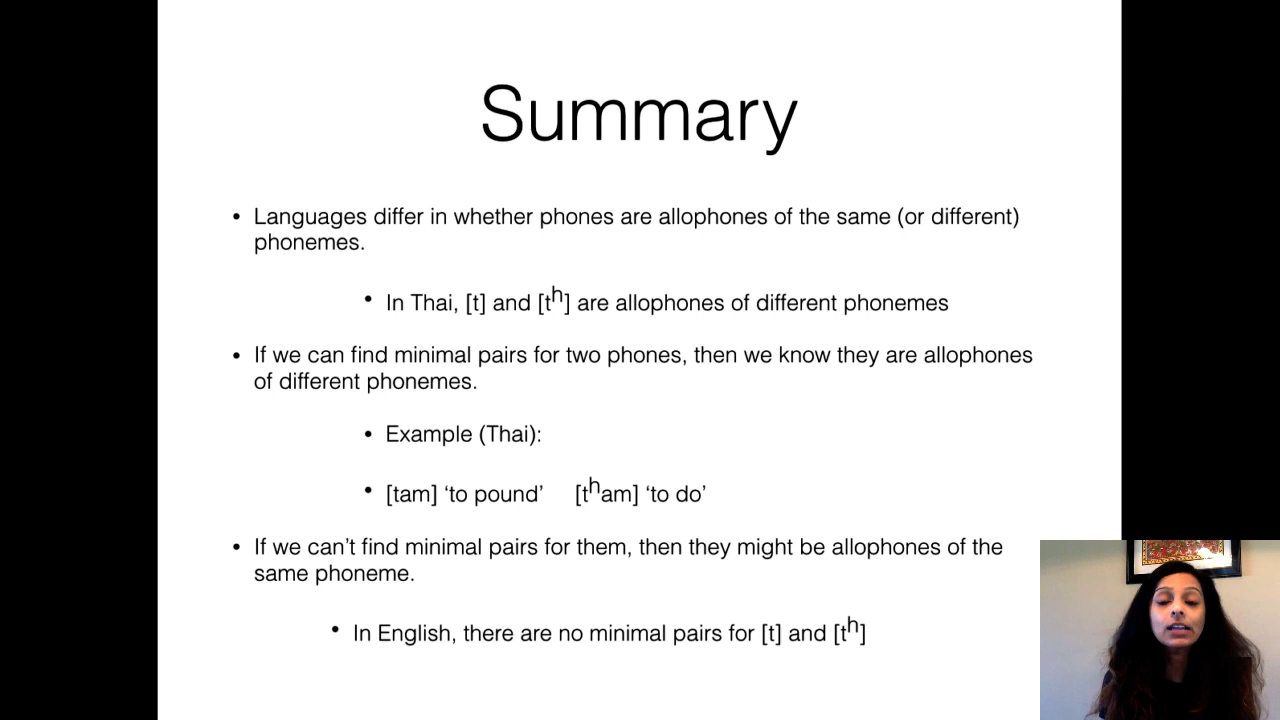 Summary
• Languages differ in whether phones are allophones of the same (or different)
phonemes.
• In Thai, [t] and [tʰ] are allophones of different phonemes
• If we can find minimal pairs for two phones, then we know they are allophones
of different phonemes.
• Example (Thai):
• [tam] ‘to pound’ [tʰam] ‘to do’
• If we can’t find minimal pairs for them, then they might be allophones of the
same phoneme.
• In English, there are no minimal pairs for [t] and [tʰ]